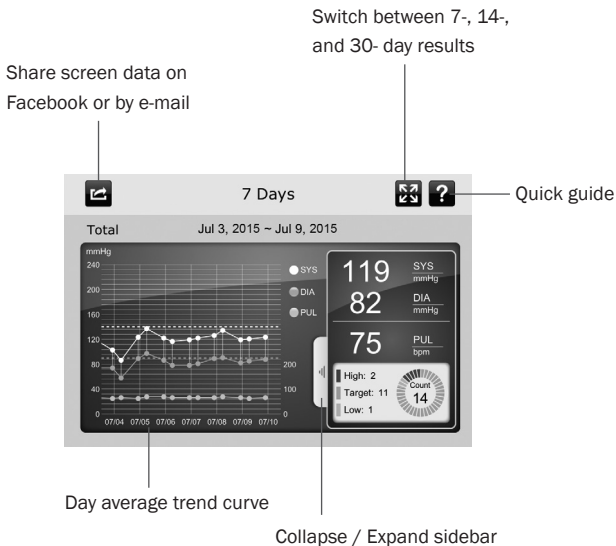 Switch between 7-, 14-,
and 30- day results
Share screen data on
Facebook or by e-mail
7 Days
?
Quick guide
Total
Jul 3, 2015 ~ Jul 9, 2015
mmHg
240
200
160
120
80
40
0
200
100
0
07/04 07/05 07/06 07/07 07/08 07/09 07/10
SYS
DIA
PUL
119 SYS
mmHg
82 DIA
mmHg
75 PUL
bpm
High: 2
Target: 11
Low: 1
Count
14
Day average trend curve
Collapse / Expand sidebar